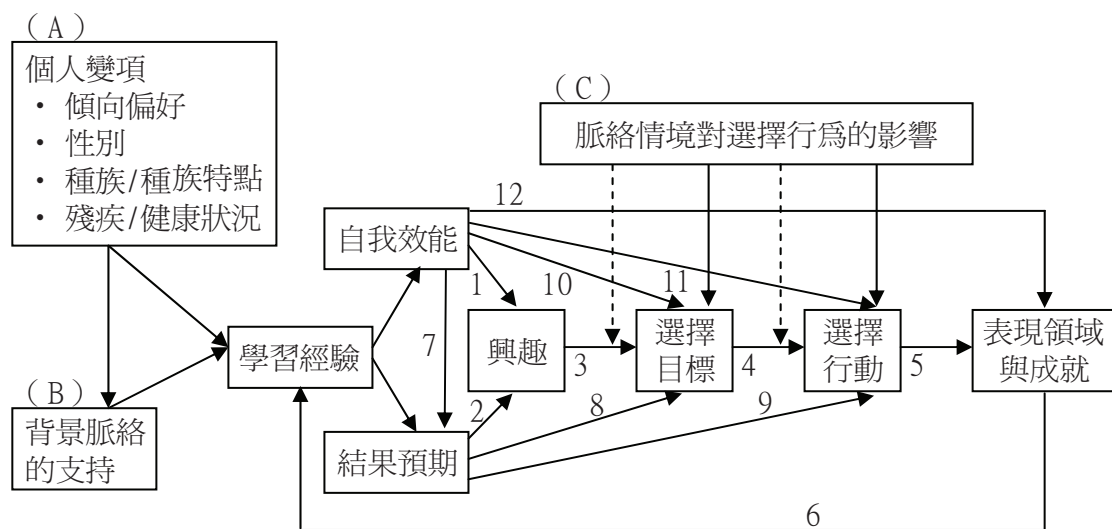 （A）
個人變項
• 傾向偏好
• 性別
• 種族/種族特點
• 殘疾/健康狀況
（C）
脈絡情境對選擇行為的影響
12
自我效能
1
10
11
學習經驗
7
興趣
3
選擇
目標
4
選擇
行動
5
表現領域
與成就
（B）
背景脈絡
的支持
2
8
9
結果預期
6